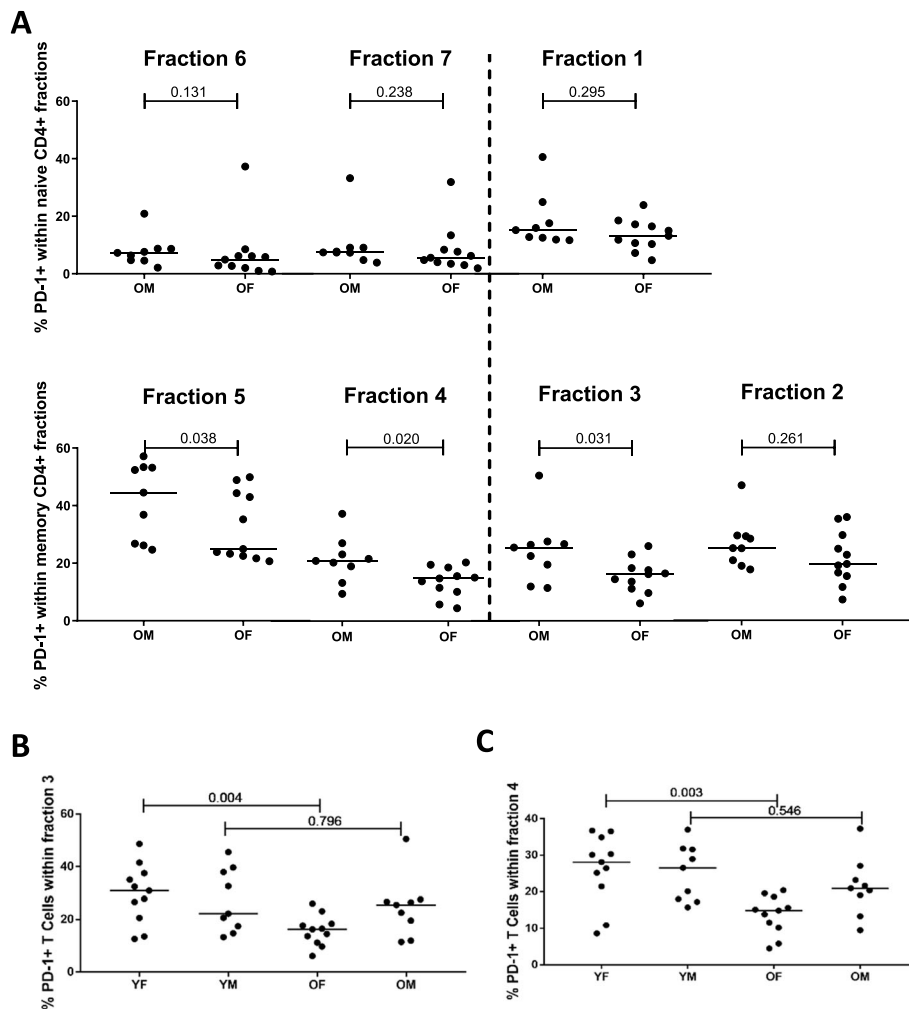 A
Fraction 6 Fraction 7 Fraction 1
0.131 0.238 0.295
% PD-1+ within naive CD4+ fractions
60
40
20
0
OM OF OM OF OM OF
Fraction 5 Fraction 4 Fraction 3 Fraction 2
0.038 0.020 0.031 0.261
% PD-1+ within memory CD4+ fractions
60
40
20
0
OM OF OM OF OM OF OM OF
B
% PD-1+ T Cells within fraction 3
0.004
0.796
60
40
20
0
YF YM OF OM
C
% PD-1+ T Cells within fraction 4
0.003
0.546
40
30
20
10
0
YF YM OF OM